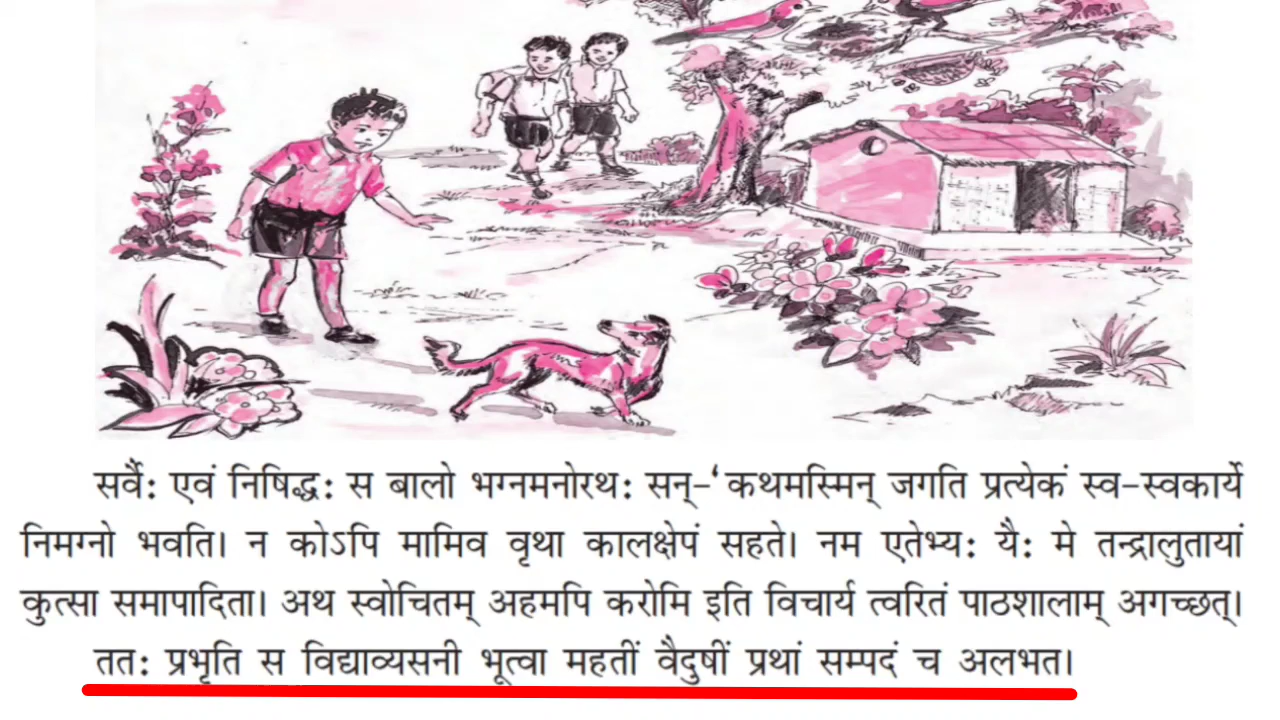 सर्वैः एवं निषिद्धः स बालो भग्नमनोरथः सन्-‘कथमस्मिन् जगति प्रत्येकं स्व-स्वकार्ये
निमग्नो भवति। न कोऽपि मामिव वृथा कालक्षेपं सहते। नम एतेभ्यः यैः मे तन्द्रालुतायां
कुत्सा समापादिता। अथ स्वोचितम् अहमपि करोमि इति विचार्य त्वरितं पाठशालाम् अगच्छत्।
ततः प्रभृति स विद्याव्यसनी भूत्वा महतीं वैदुषीं प्रथां सम्पदं च अलभत।